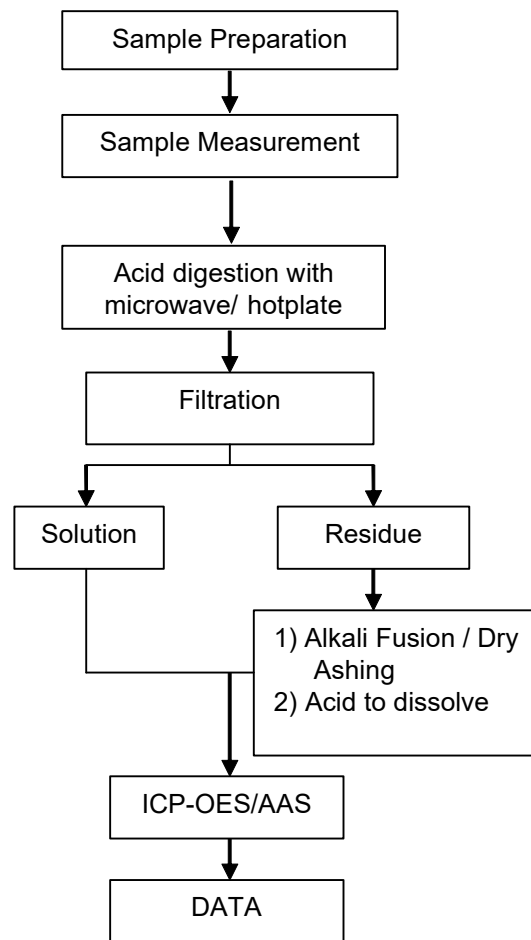 Sample Preparation
Sample Measurement
Acid digestion with
microwave/ hotplate
Filtration
Solution
Residue
1) Alkali Fusion / Dry
Ashing
2) Acid to dissolve
ICP-OES/AAS
DATA